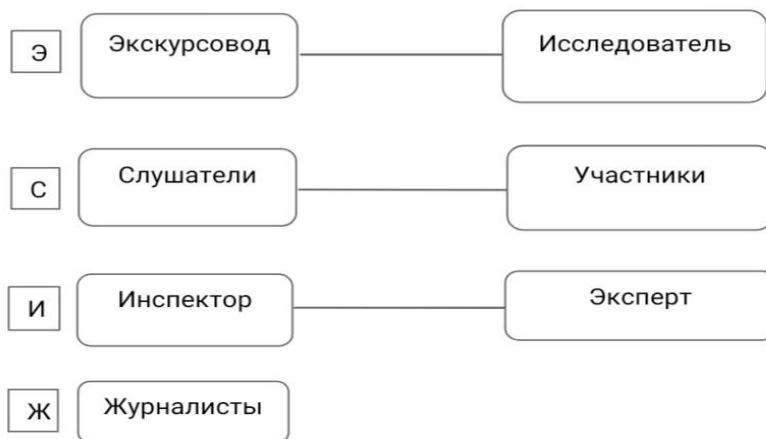 Э Экскурсовод Исследователь
С Слушатели Участники
И Инспектор Эксперт
Ж Журналисты